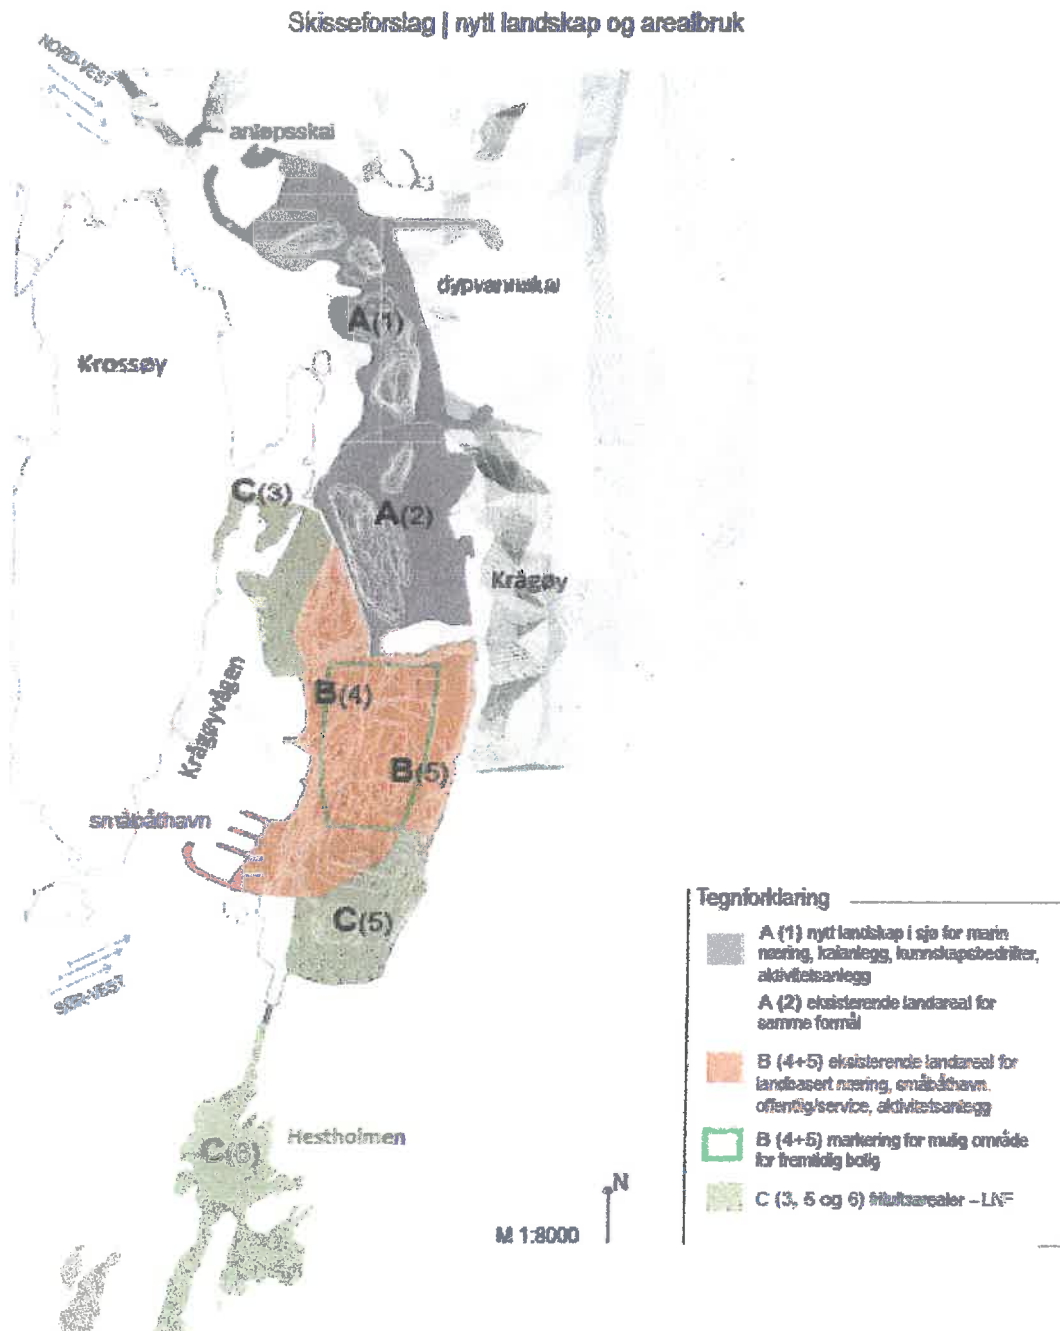 Skisseforslag | nytt landskap og arealbruk
NORD-VEST
anløpsskai
dypvannskai
A(1)
Krossøy
C(3)
A(2)
Krågøy
Krågøyvågen
B(4)
B(5)
småbåthavn
C(5)
SØR-VEST
Hestholmen
C(6)
N
M 1:8000
Tegnforklaring
A (1) nytt landskap i sjø for marin
næring, kaianlegg, kunnskapsbedrifter,
aktivitetsanlegg
A (2) eksisterende landareal for
samme formål
B (4+5) eksisterende landareal for
landbasert næring, småbåthavn.
offentig/service, aktivitetsanlegg
B (4+5) markering for mulig område
for fremtidig bolig
C (3, 5 og 6) friluftsarealer – LNF